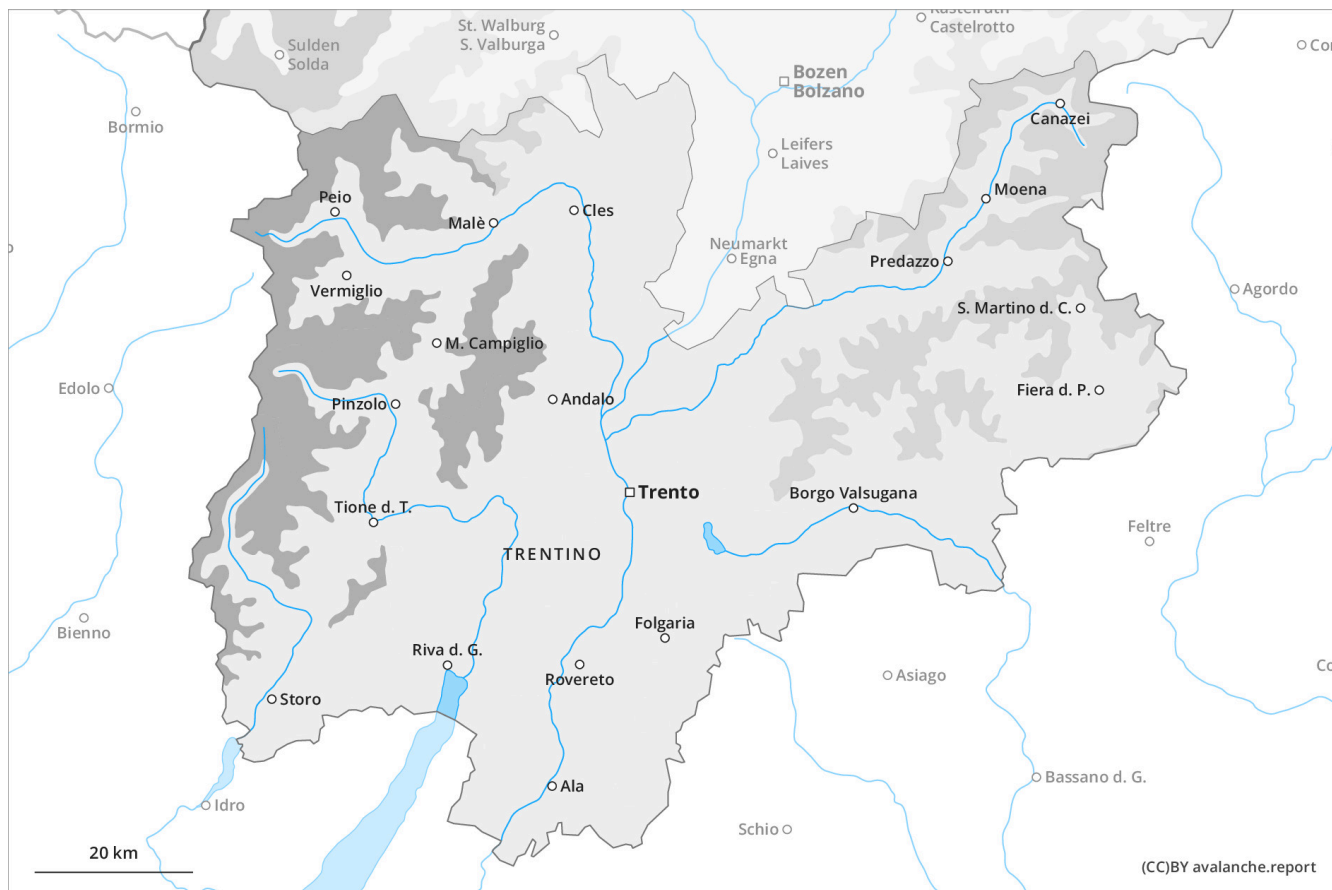 St. Walburg
S. Valburga
Kastelruth
Castelrotto
Sulden
Solda
Bozen
Bolzano
Bormio
Canazei
Leifers
Laives
Moena
Peio
Malè
Cles
Neumarkt
Egna
Predazzo
Vermiglio
Agordo
S. Martino d. C.
M. Campiglio
Edolo
Fiera d. P.
Pinzolo
Andalo
Trento
Borgo Valsugana
Tione d. T.
Feltre
TRENTINO
Bienno
Folgaria
Riva d. G.
Rovereto
Asiago
Storo
Bassano d. G.
Ala
Idro
Schio
20 km
(CC)BY avalanche.report